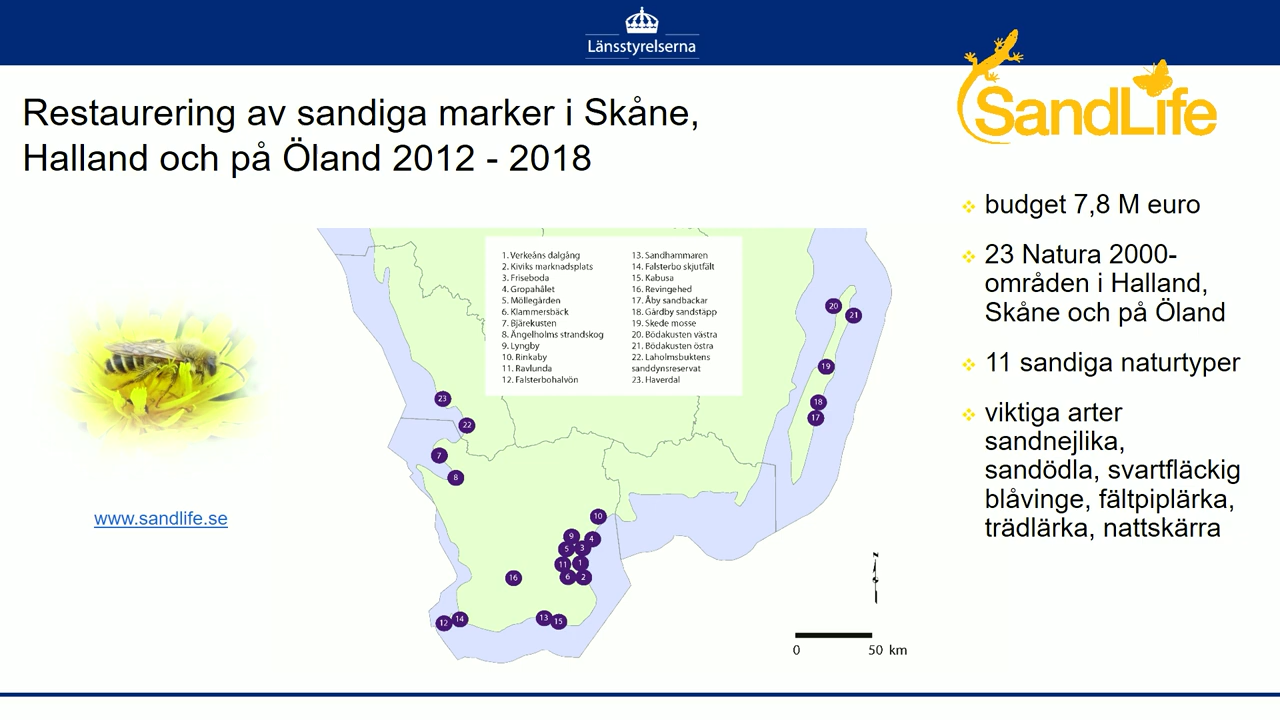 Länsstyrelserna
SandLife
Restaurering av sandiga marker i Skåne,
Halland och på Öland 2012 - 2018
budget 7,8 M euro
23 Natura 2000-
områden i Halland,
Skåne och på Öland
11 sandiga naturtyper
viktiga arter
sandnejlika,
sandödla, svartfläckig
blåvinge, fältpiplärka,
trädlärka, nattskärra
1. Verkeåns dalgång
2. Kiviks marknadsplats
3. Friseboda
4. Gropahålet
5. Möllegården
6. Klammersbäck
7. Bjärekusten
8. Ängelholms strandskog
9. Lyngby
10. Rinkaby
11. Ravlunda
12. Falsterbohalvön
13. Sandhammaren
14. Falsterbo skjutfält
15. Kabusa
16. Revingehed
17. Åby sandbackar
18. Gårdby sandstäpp
19. Skede mosse
20. Bödakusten västra
21. Bödakusten östra
22. Laholmsbuktens
sanddynsreservat
23. Haverdal
20
21
19
18
17
23
22
7
8
10
9
4
5
3
11
1
6
2
16
12
14
13
15
N
0 50 km
www.sandlife.se